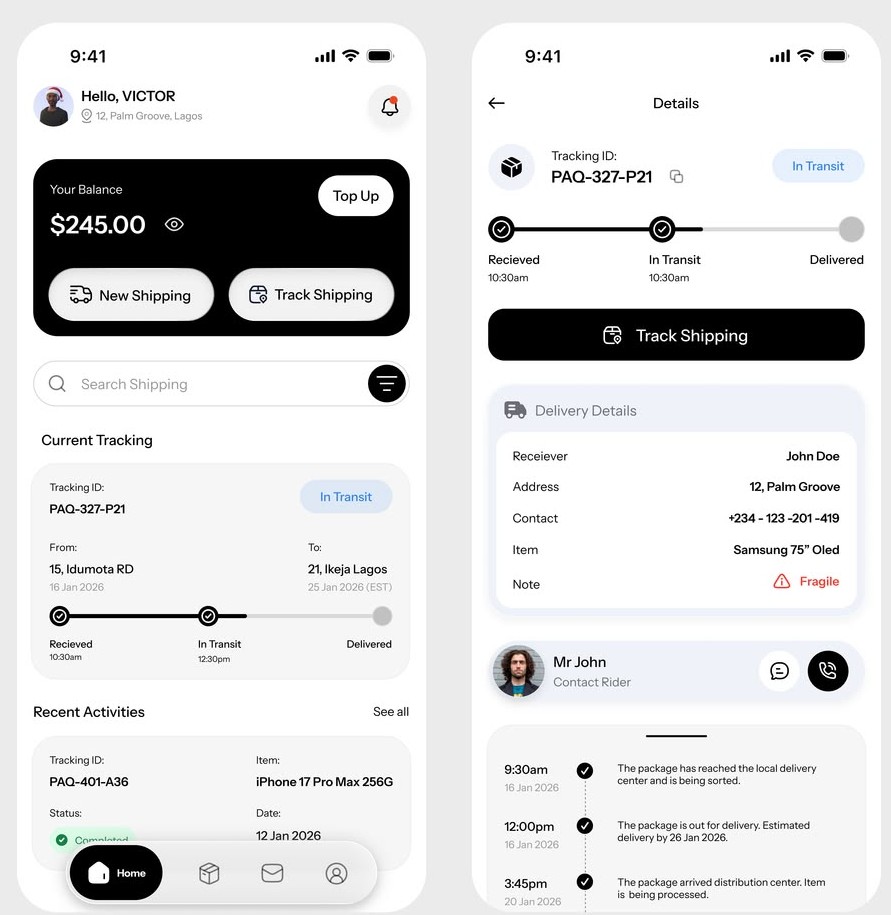 9:41
Hello, VICTOR
12, Palm Groove, Lagos
Your Balance
Top Up
$245.00
New Shipping
Track Shipping
Search Shipping
Current Tracking
Tracking ID:
PAQ-327-P21
In Transit
From:
To:
15, Idumota RD
21, Ikeja Lagos
16 Jan 2026
25 Jan 2026 (EST)
Recieved
In Transit
Delivered
10:30am
12:30pm
Recent Activities
See all
Tracking ID:
Item:
PAQ-401-A36
iPhone 17 Pro Max 256G
Status:
Date:
Completed
12 Jan 2026
Home
9:41
Details
Tracking ID:
PAQ-327-P21
In Transit
Recieved
In Transit
Delivered
10:30am
10:30am
Track Shipping
Delivery Details
Receiever
John Doe
Address
12, Palm Groove
Contact
+234 - 123 -201 -419
Item
Samsung 75” Oled
Note
Fragile
Mr John
Contact Rider
9:30am
16 Jan 2026
The package has reached the local delivery
center and is being sorted.
12:00pm
16 Jan 2026
The package is out for delivery. Estimated
delivery by 26 Jan 2026.
3:45pm
20 Jan 2026
The package arrived distribution center. Item
is being processed.